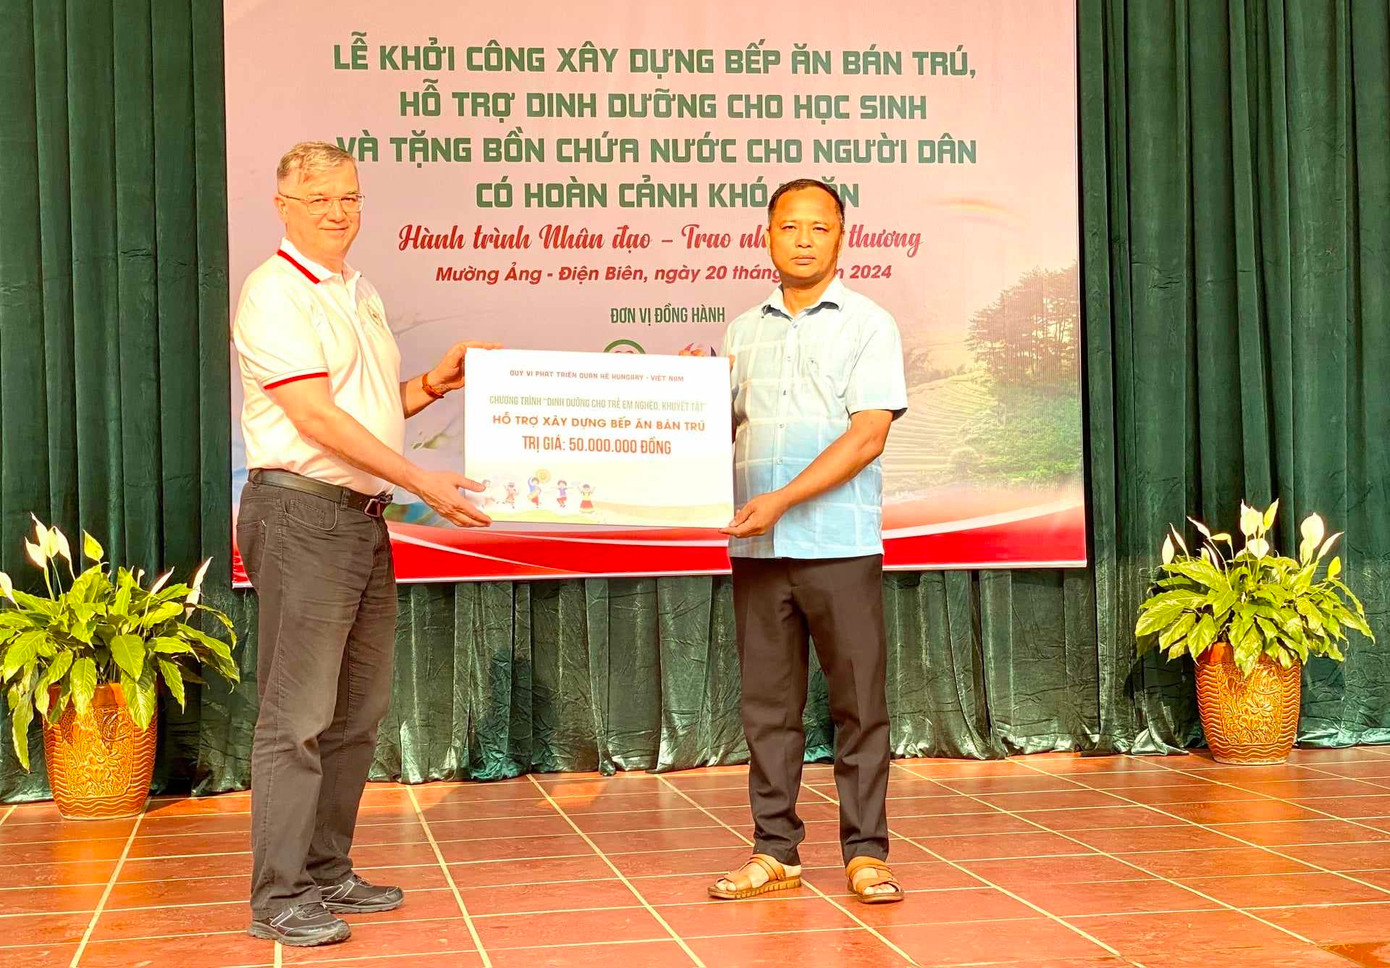 LỄ KHỞI CÔNG XÂY DỰNG BẾP ĂN BÁN TRÚ,
HỖ TRỢ DINH DƯỠNG CHO HỌC SINH
VÀ TẶNG BỒN CHỨA NƯỚC CHO NGƯỜI DÂN
CÓ HOÀN CẢNH KHÓ
Hành trình Nhân đạo – Trao thương
Mường Ảng - Điện Biên, ngày 20 tháng 2024
ĐƠN VỊ ĐỒNG HÀNH
QUỸ VÌ PHÁT TRIỂN QUAN HỆ HUNGARY - VIỆT NAM
CHƯƠNG TRÌNH "DINH DƯỠNG CHO TRẺ EM NGHÈO, KHUYẾT TẬT"
HỖ TRỢ XÂY DỰNG BẾP ĂN BÁN TRÚ
TRỊ GIÁ: 50.000.000 ĐỒNG